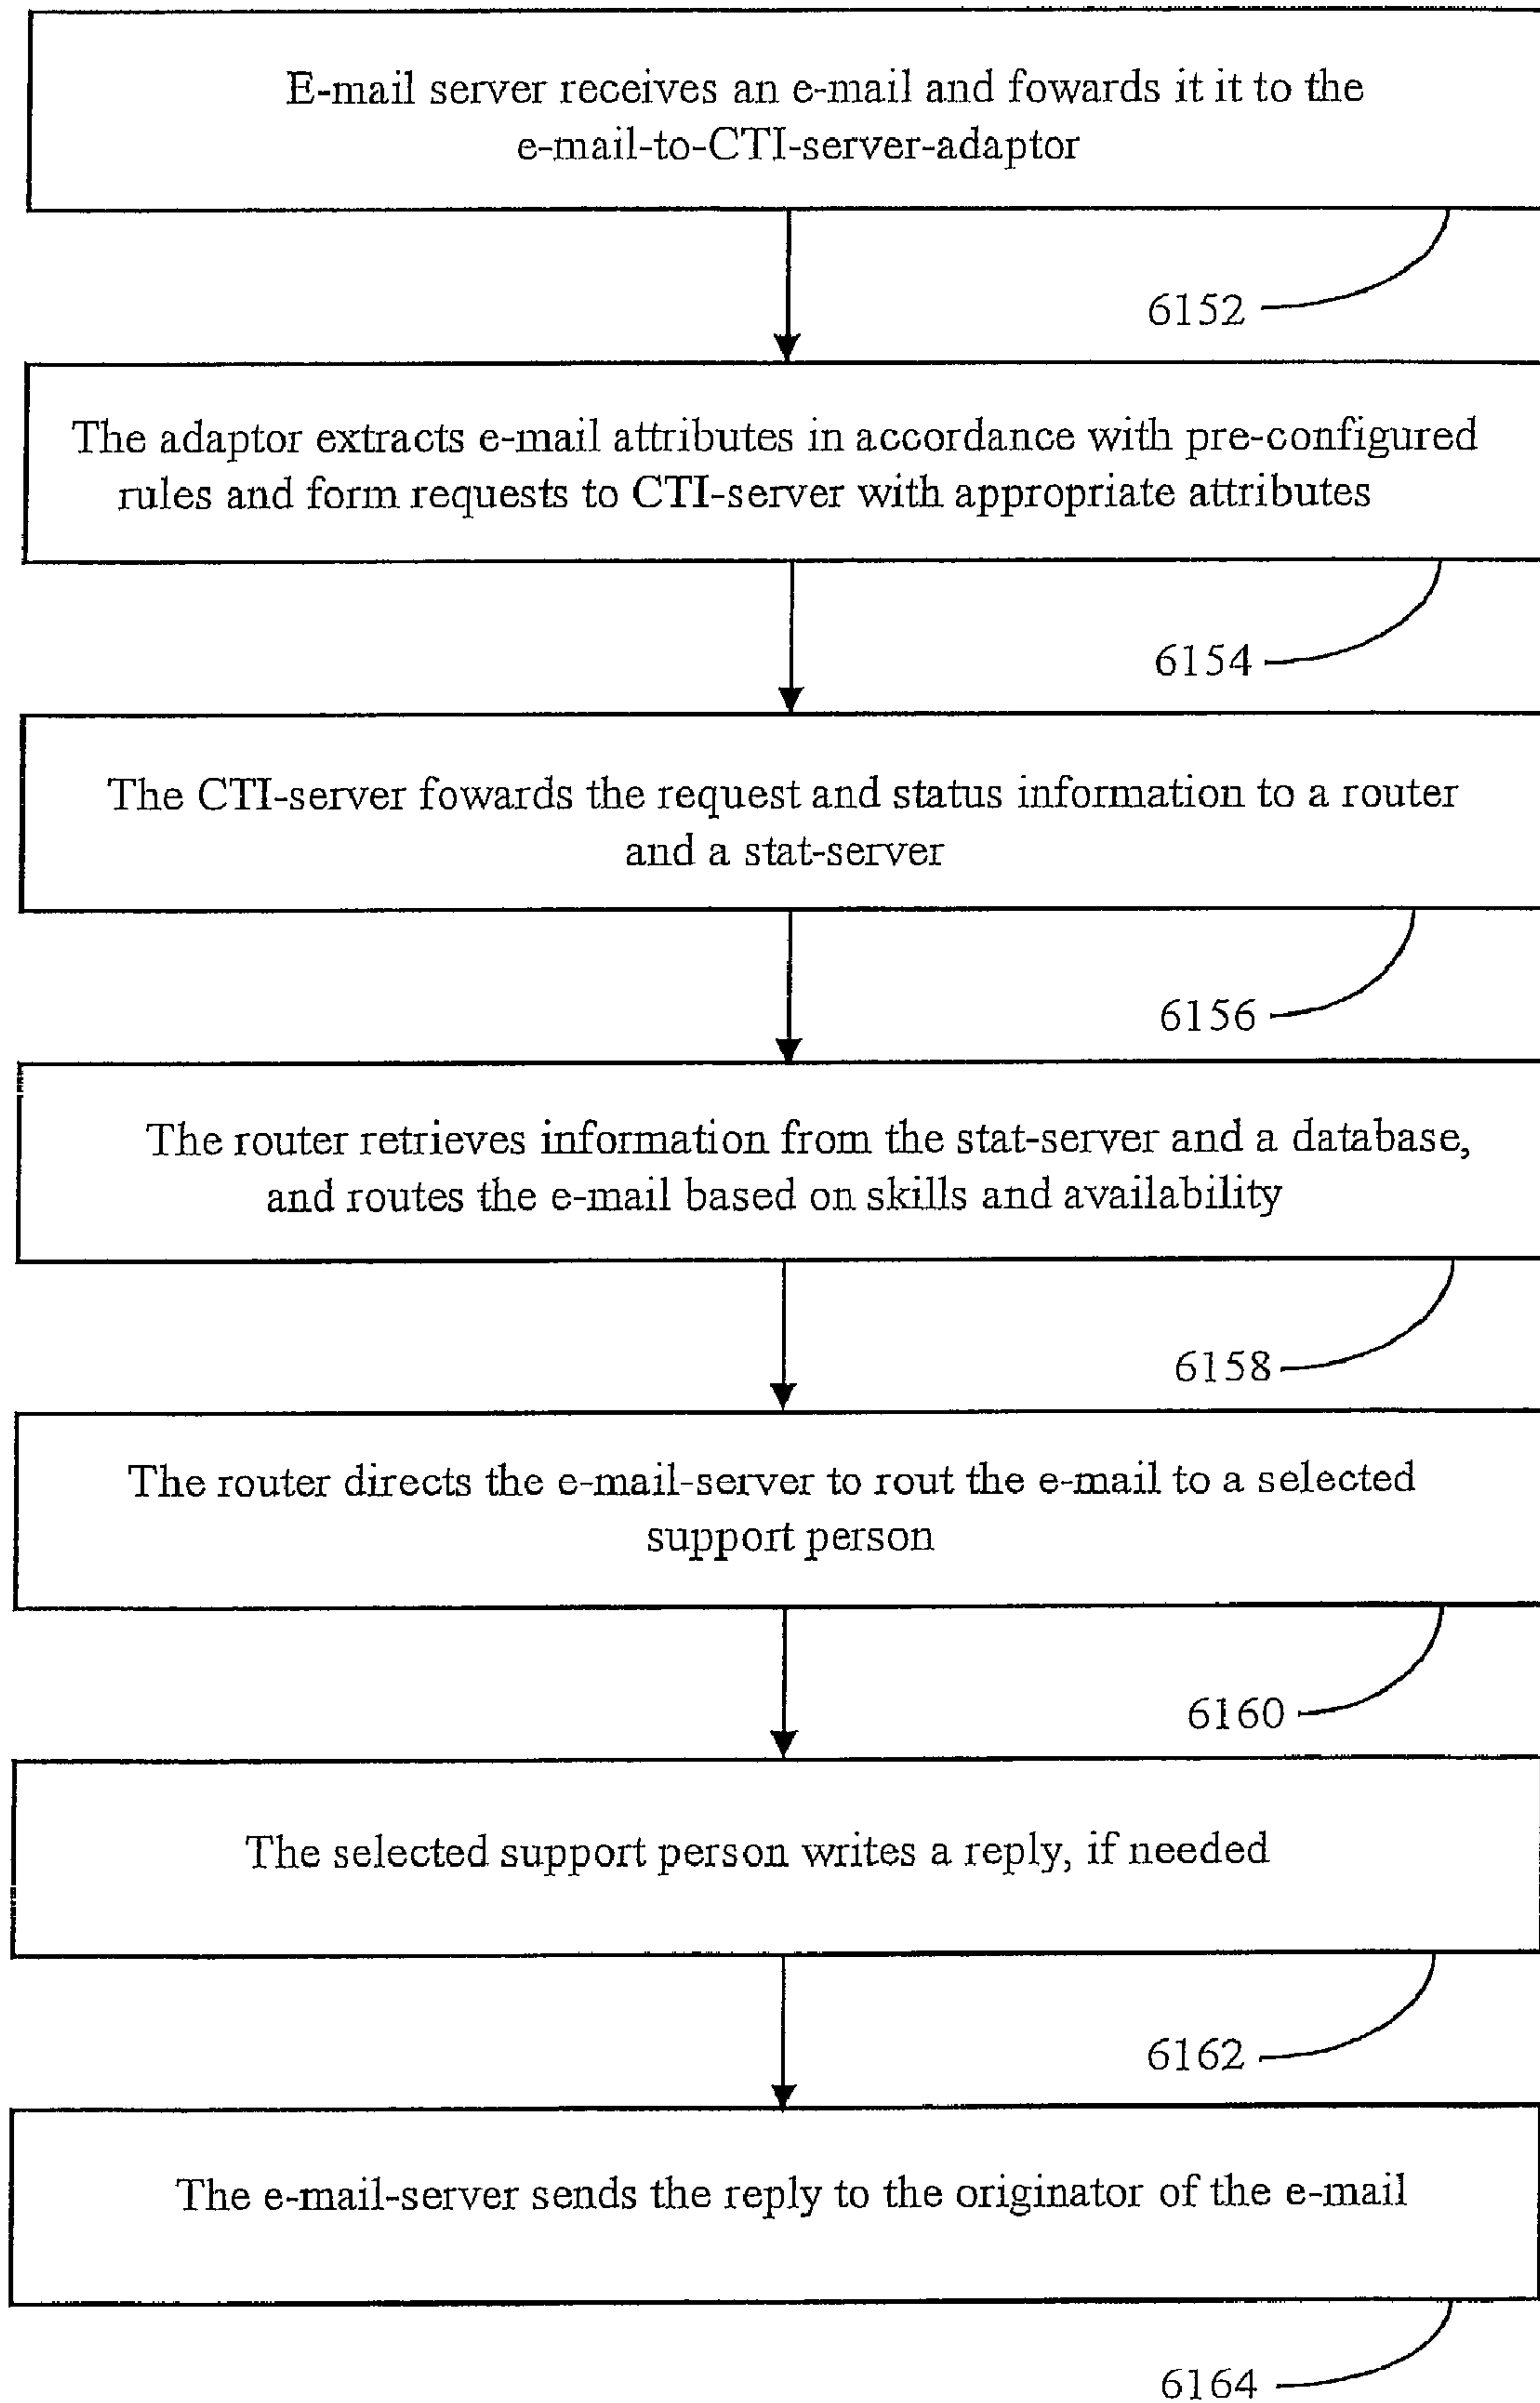 E-mail server receives an e-mail and fowards it it to the
e-mail-to-CTI-server-adaptor
6152
The adaptor extracts e-mail attributes in accordance with pre-configured
rules and form requests to CTI-server with appropriate attributes
6154
The CTI-server fowards the request and status information to a router
and a stat-server
6156
The router retrieves information from the stat-server and a database,
and routes the e-mail based on skills and availability
6158
The router directs the e-mail-server to rout the e-mail to a selected
support person
6160
The selected support person writes a reply, if needed
6162
The e-mail-server sends the reply to the originator of the e-mail
6164